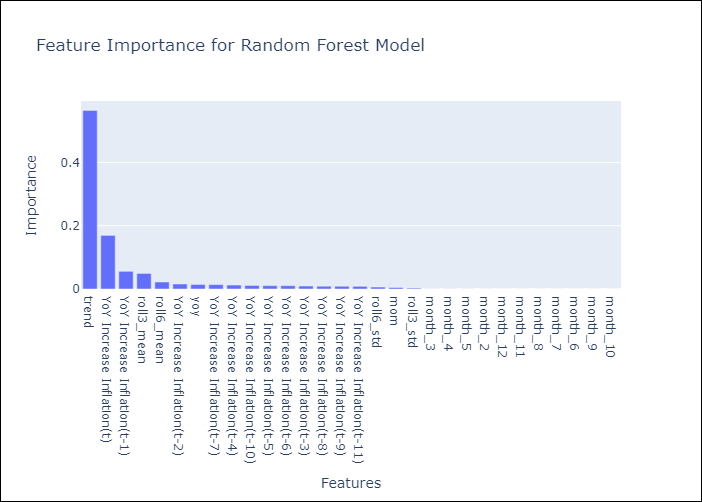 Feature Importance for Random Forest Model
Importance
0.4
0.2
0
trend
YoY Increase Inflation(t)
YoY Increase Inflation(t-1)
roll3_mean
roll6_mean
YoY Increase Inflation(t-2)
yoy
YoY Increase Inflation(t-7)
YoY Increase Inflation(t-4)
YoY Increase Inflation(t-10)
YoY Increase Inflation(t-5)
YoY Increase Inflation(t-6)
YoY Increase Inflation(t-3)
YoY Increase Inflation(t-8)
YoY Increase Inflation(t-9)
YoY Increase Inflation(t-11)
roll6_std
mom
roll3_std
month_3
month_4
month_5
month_2
month_12
month_11
month_8
month_7
month_6
month_9
month_10
Features